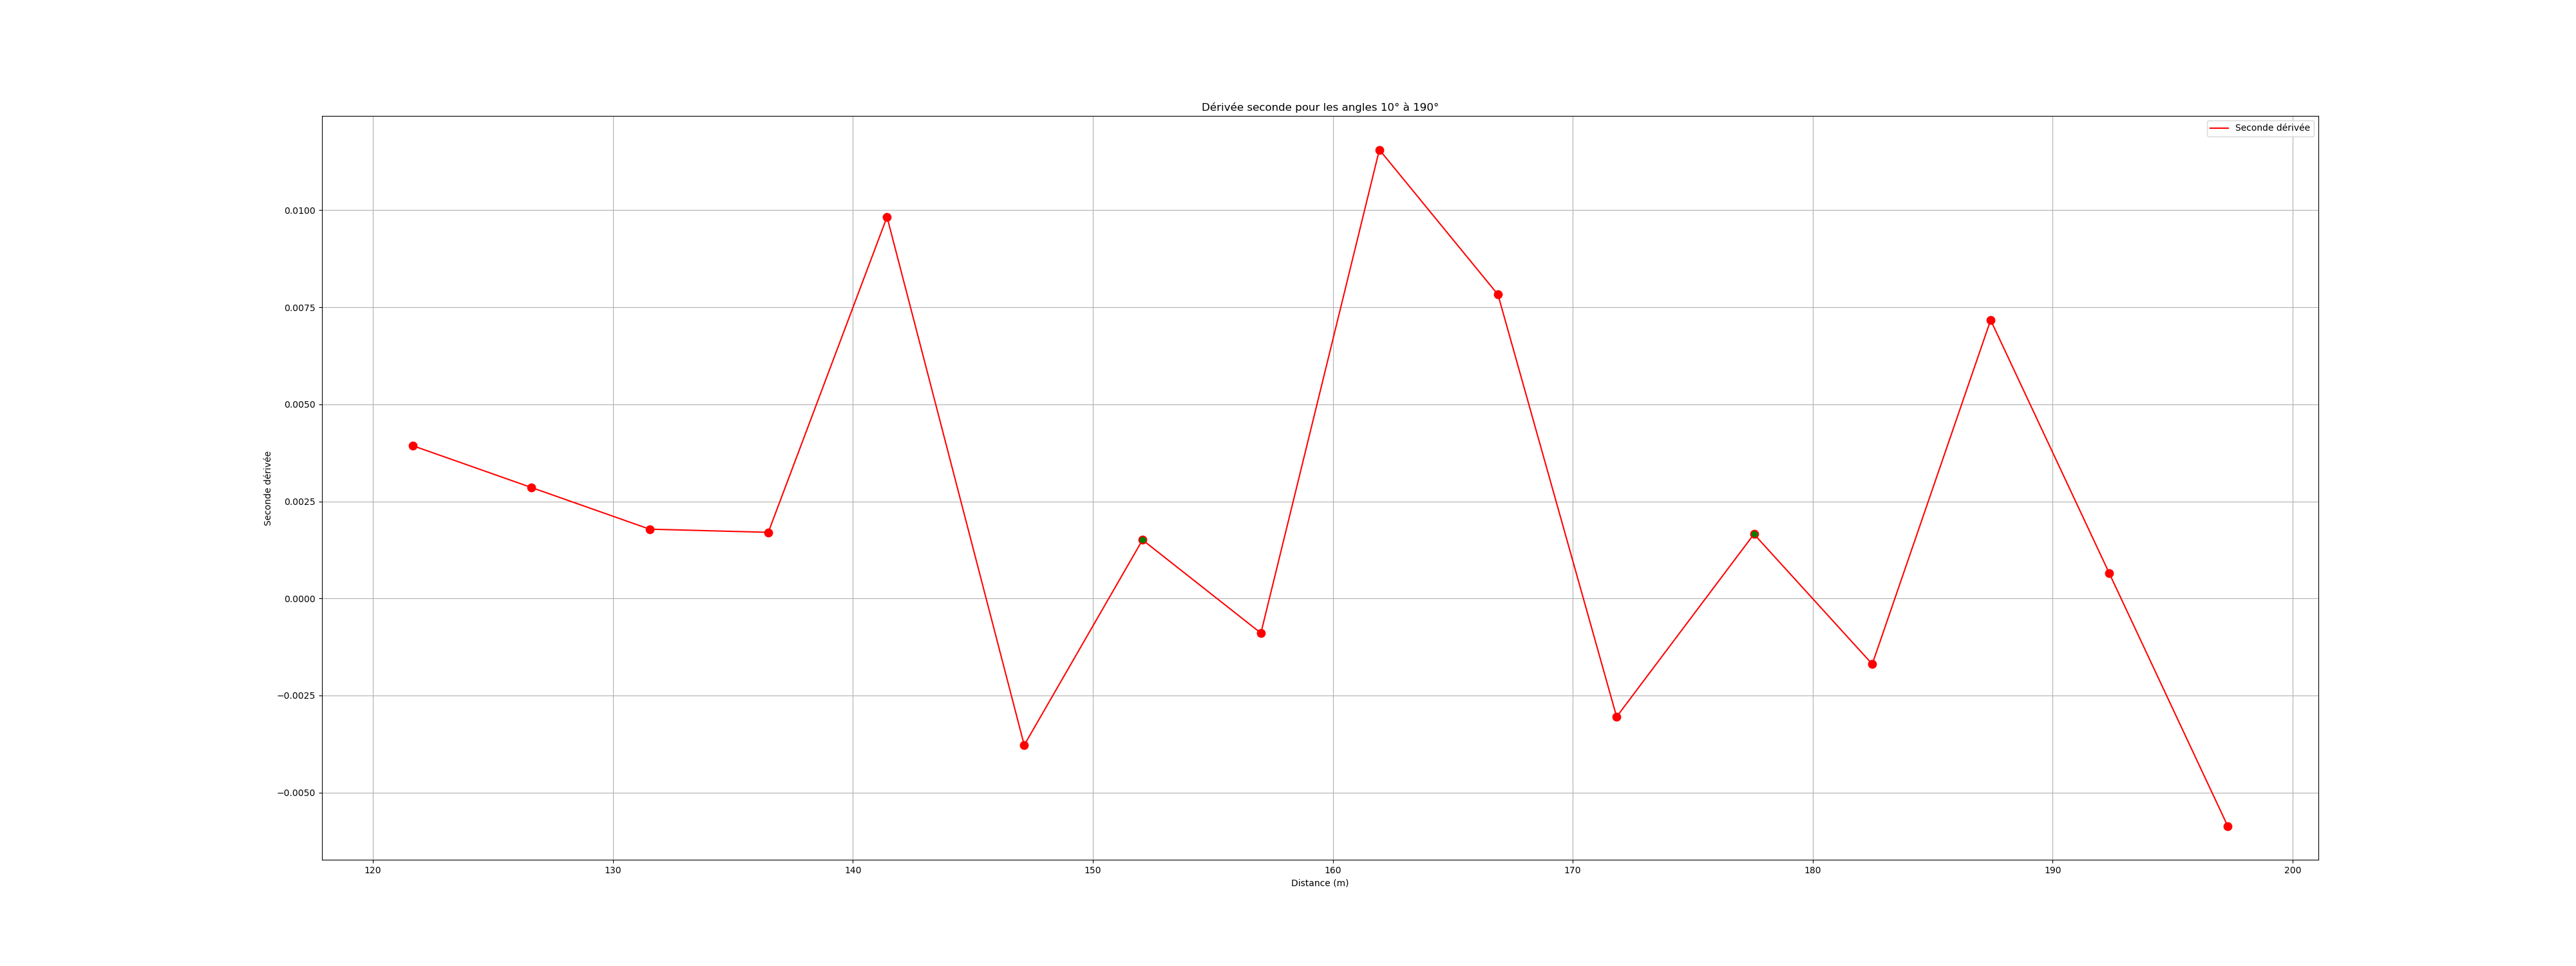 Dérivée seconde pour les angles 10° à 190°
Seconde dérivée
0.0100
0.0075
0.0050
0.0025
0.0000
−0.0025
−0.0050
Seconde dérivée
120 130 140 150 160 170 180 190 200
Distance (m)